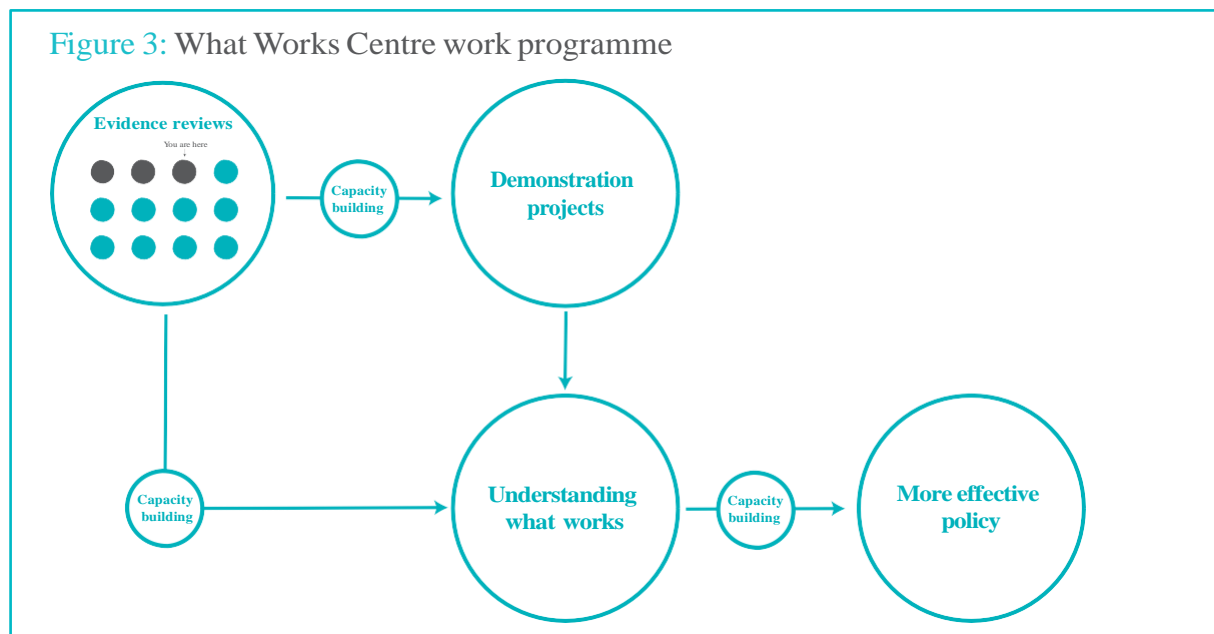 Figure 3: What Works Centre work programme
Evidence reviews
You are here
Capacity
building
Demonstration
projects
Capacity
building
Understanding
what works
Capacity
building
More effective
policy